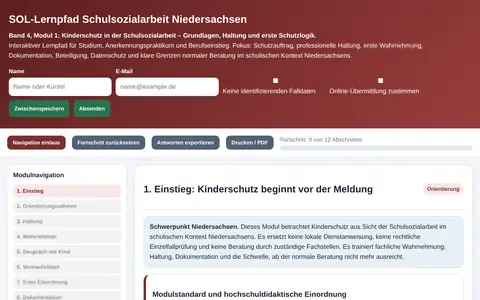 SOL-Lernpfad Schulsozialarbeit Niedersachsen
Band 4, Modul 1: Kinderschutz in der Schulsozialarbeit – Grundlagen, Haltung und erste Schutzlogik.
Interaktiver Lernpfad für Studium, Anerkennungspraktikum und Berufseinstieg. Fokus: Schutzauftrag, professionelle Haltung, erste Wahrnehmung,
Dokumentation, Beteiligung, Datenschutz und klare Grenzen normaler Beratung im schulischen Kontext Niedersachsens.
Name
E-Mail
Name oder Kürzel
name@example.de
Keine identifizierenden Falldaten
Online-Übermittlung zustimmen
Zwischenspeichern
Absenden
Navigation ein/aus
Fortschritt zurücksetzen
Antworten exportieren
Drucken / PDF
Fortschritt: 0 von 12 Abschnitten
Modulnavigation
1. Einstieg
2. Orientierungsrahmen
3. Haltung
4. Wahrnehmen
5. Gespräch mit Kind
6. Vertraulichkeit
7. Erste Einordnung
8. Dokumentation
1. Einstieg: Kinderschutz beginnt vor der Meldung
Orientierung
Schwerpunkt Niedersachsen. Dieses Modul betrachtet Kinderschutz aus Sicht der Schulsozialarbeit im
schulischen Kontext Niedersachsens. Es ersetzt keine lokale Dienstanweisung, keine rechtliche
Einzelfallprüfung und keine Beratung durch zuständige Fachstellen. Es trainiert fachliche Wahrnehmung,
Haltung, Dokumentation und die Schwelle, ab der normale Beratung nicht mehr ausreicht.
Modulstandard und hochschuldidaktische Einordnung